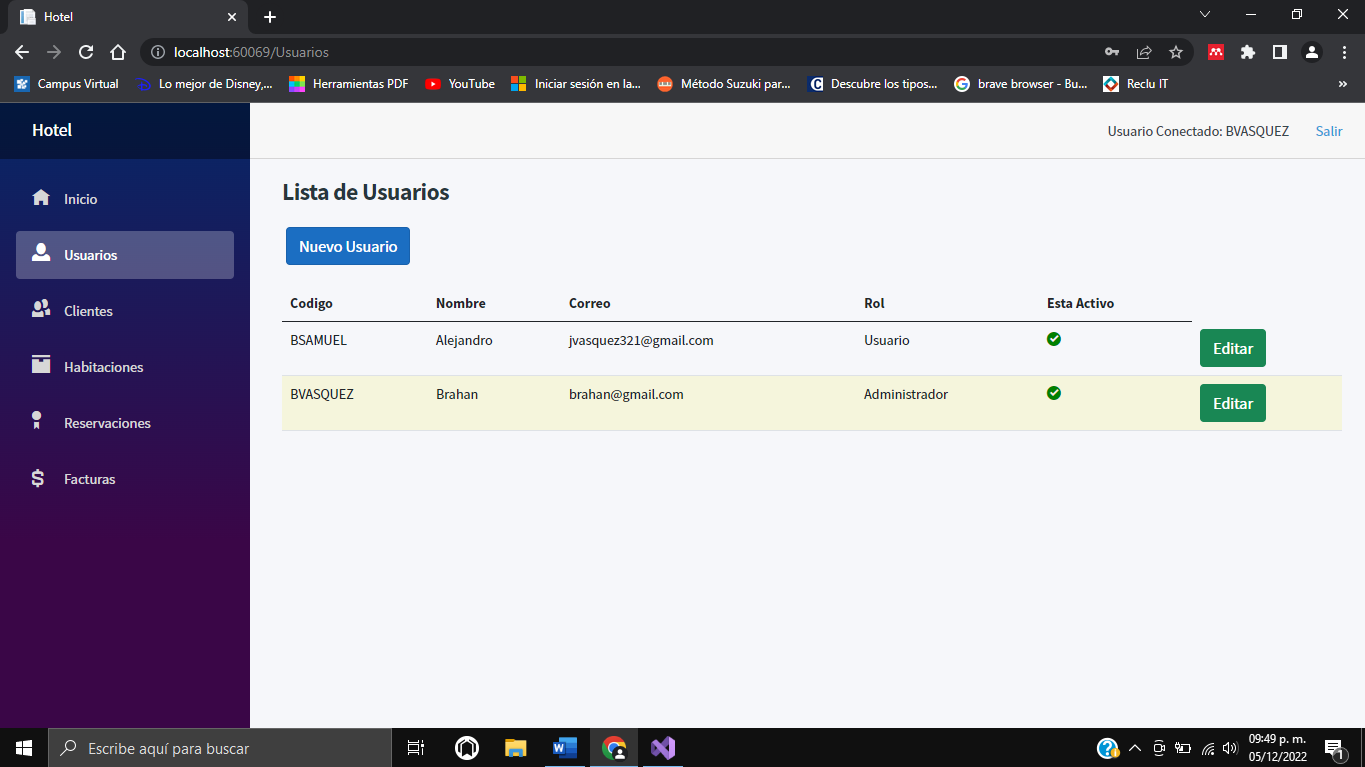 Hotel
localhost:60069/Usuarios
Campus Virtual
Lo mejor de Disney,...
Herramientas PDF
YouTube
Iniciar sesión en la...
Método Suzuki par...
Descubre los tipos...
brave browser - Bu...
Reclu IT
»
Hotel
Usuario Conectado: BVASQUEZ
Salir
Inicio
Usuarios
Clientes
Habitaciones
Reservaciones
Facturas
Lista de Usuarios
Nuevo Usuario
Codigo Nombre Correo Rol Esta Activo
BSAMUEL Alejandro jvasquez321@gmail.com Usuario Editar
BVASQUEZ Brahan brahan@gmail.com Administrador Editar
Escribe aquí para buscar
09:49 p. m.
05/12/2022
1